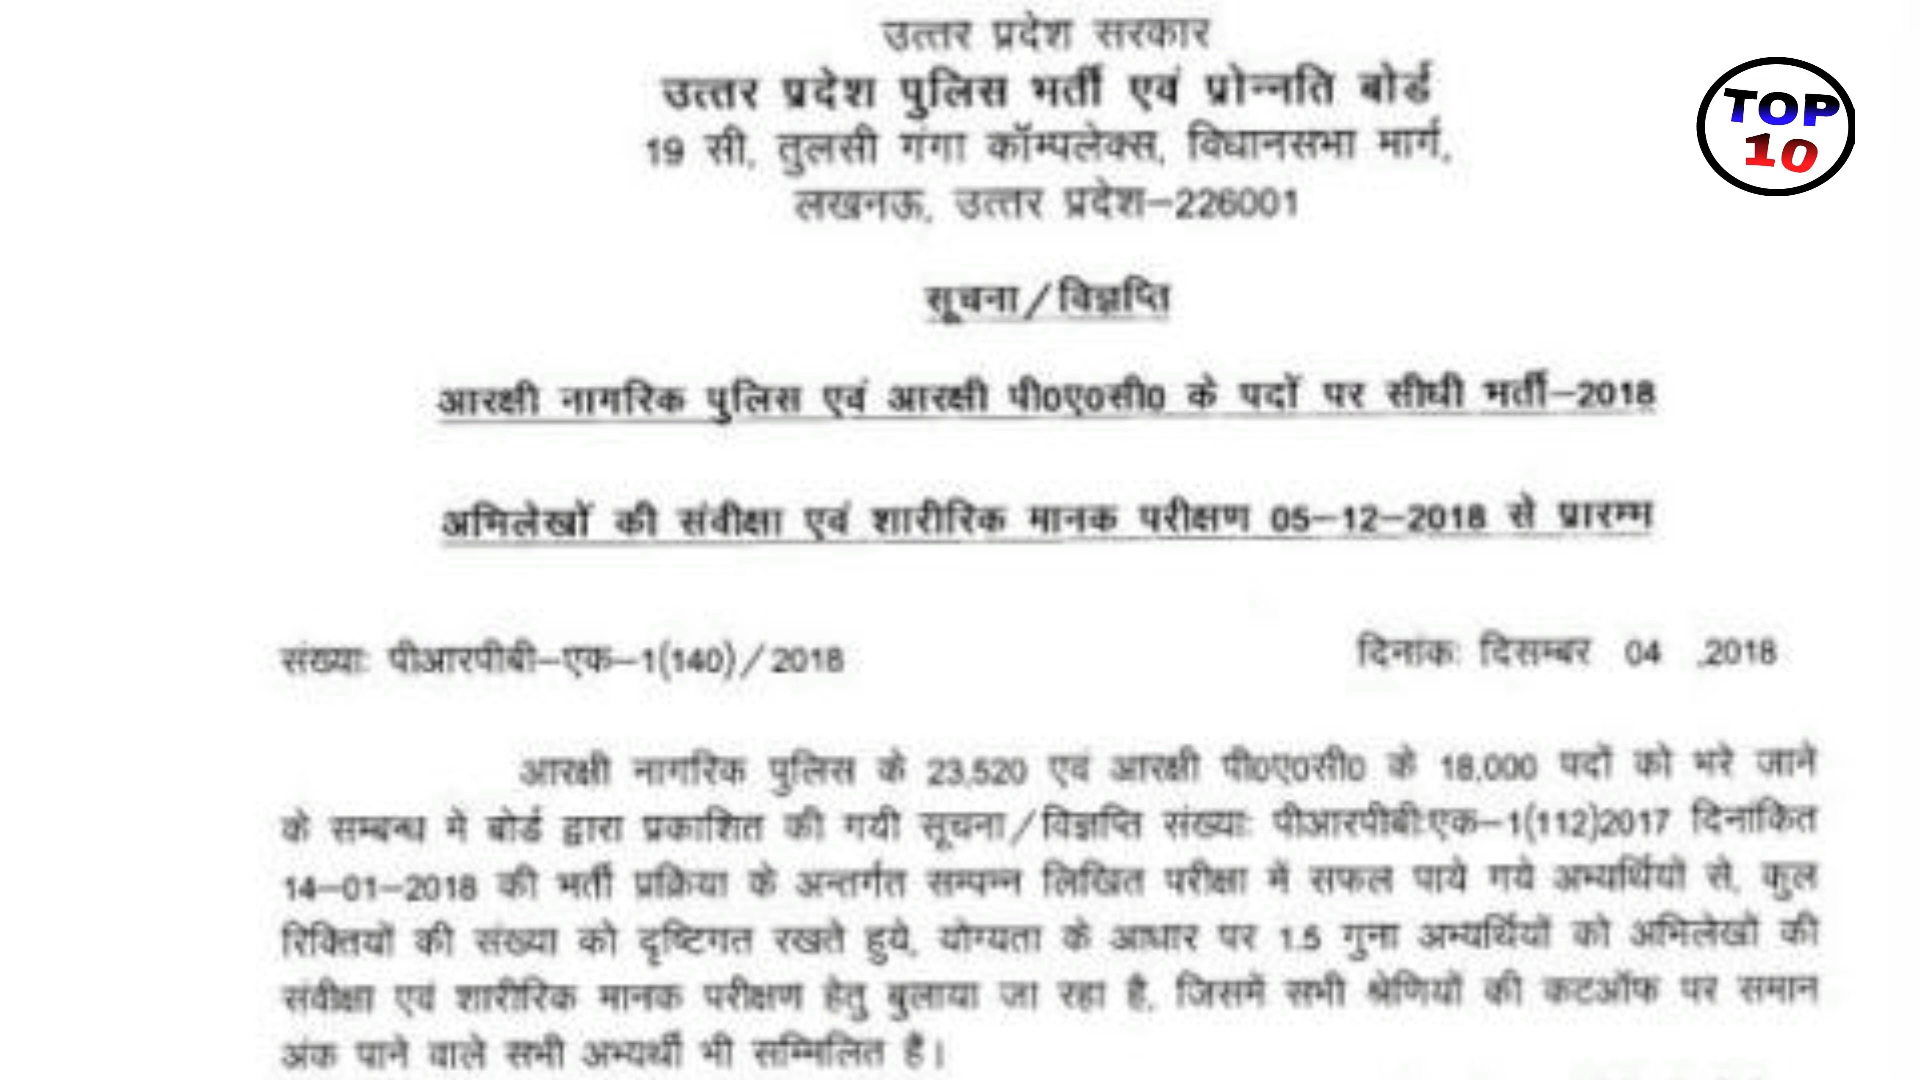 उत्तर प्रदेश सरकार
उत्तर प्रदेश पुलिस भर्ती एवं प्रोन्नति बोर्ड
19 सी, तुलसी गंगा कॉम्पलेक्स, विधानसभा मार्ग,
लखनऊ, उत्तर प्रदेश–226001
TOP
10
सूचना/विज्ञप्ति
आरक्षी नागरिक पुलिस एवं आरक्षी पी0ए0सी0 के पदों पर सीधी भर्ती–2018
अभिलेखों की संवीक्षा एवं शारीरिक मानक परीक्षण 05–12–2018 से प्रारम्भ
संख्याः पीआरपीबी–एक–1(140)/2018 दिनांकः दिसम्बर 04 ,2018
आरक्षी नागरिक पुलिस के 23,520 एवं आरक्षी पी0ए0सी0 के 18,000 पदों को भरे जाने
के सम्बन्ध में बोर्ड द्वारा प्रकाशित की गयी सूचना/विज्ञप्ति संख्याः पीआरपीबीःएक–1(112)2017 दिनांकित
14–01–2018 की भर्ती प्रक्रिया के अन्तर्गत सम्पन्न लिखित परीक्षा में सफल पाये गये अभ्यर्थियों से, कुल
रिक्तियों की संख्या को दृष्टिगत रखते हुये, योग्यता के आधार पर 1.5 गुना अभ्यर्थियों को अभिलेखों की
संवीक्षा एवं शारीरिक मानक परीक्षण हेतु बुलाया जा रहा है, जिसमें सभी श्रेणियों की कटऑफ पर समान
अंक पाने वाले सभी अभ्यर्थी भी सम्मिलित हैं।